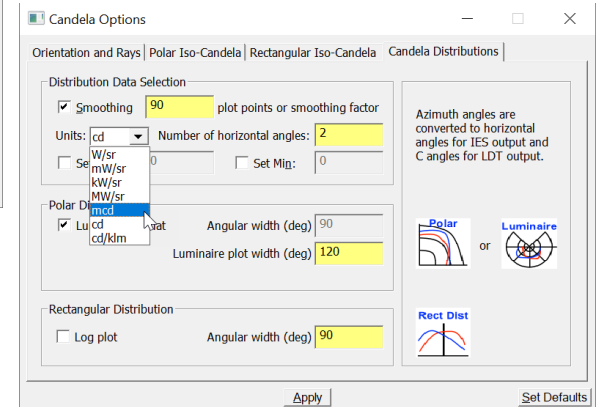 Candela Options
Orientation and Rays Polar Iso-Candela Rectangular Iso-Candela Candela Distributions
Distribution Data Selection
Smoothing 90 plot points or smoothing factor
Units: cd Number of horizontal angles: 2
Se 0 Set Min: 0
W/sr
mW/sr
kW/sr
MW/sr
mcd
cd
cd/klm
Polar Di
Lu at Angular width (deg) 90
Luminaire plot width (deg) 120
Rectangular Distribution
Log plot Angular width (deg) 90
Azimuth angles are
converted to horizontal
angles for IES output and
C angles for LDT output.
Polar or Luminaire
Rect Dist
Apply Set Defaults